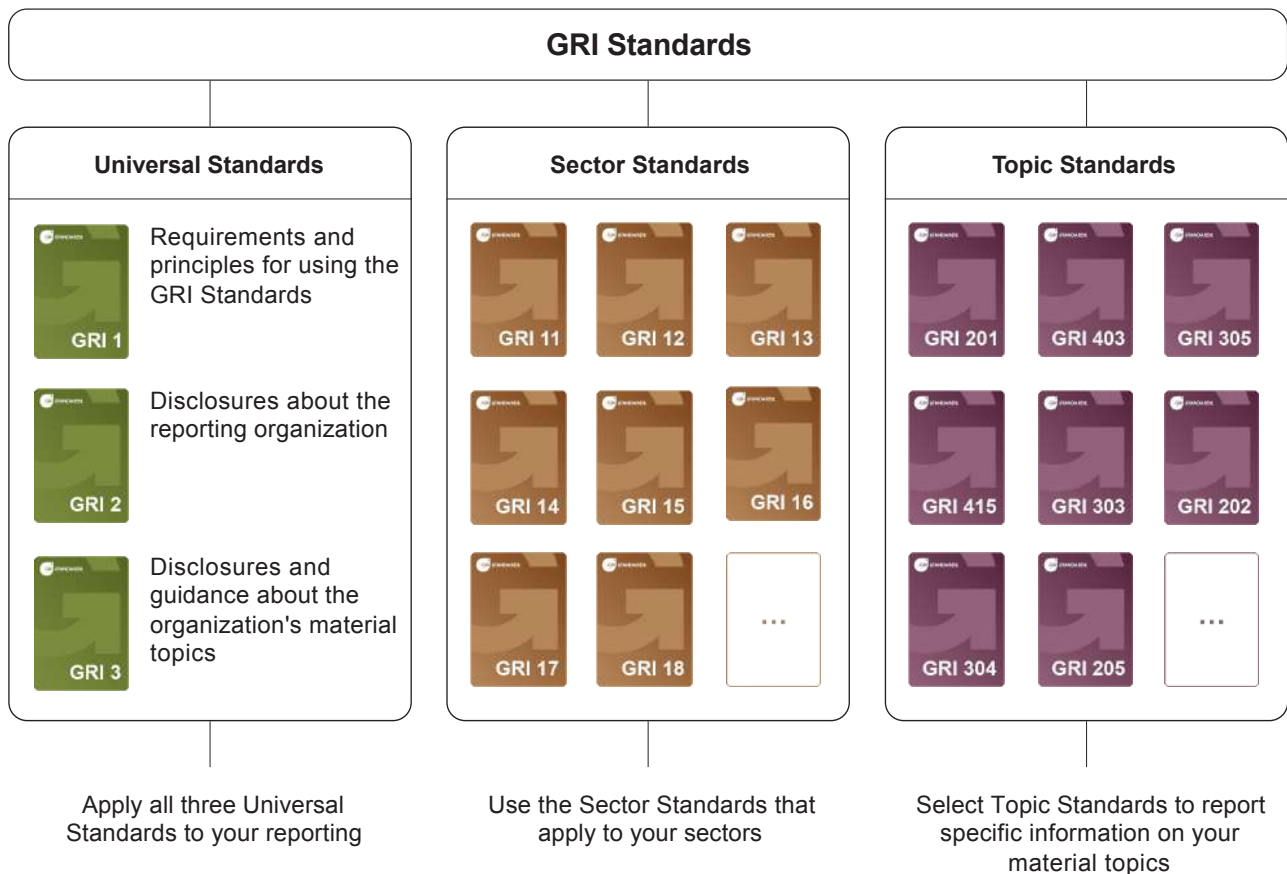 GRI Standards
Universal Standards
GRI 1
Requirements and
principles for using the
GRI Standards
GRI 2
Disclosures about the
reporting organization
GRI 3
Disclosures and
guidance about the
organization's material
topics
Apply all three Universal
Standards to your reporting
Sector Standards
GRI 11
GRI 12
GRI 13
GRI 14
GRI 15
GRI 16
GRI 17
GRI 18
...
Use the Sector Standards that
apply to your sectors
Topic Standards
GRI 201
GRI 403
GRI 305
GRI 415
GRI 303
GRI 202
GRI 304
GRI 205
...
Select Topic Standards to report
specific information on your
material topics